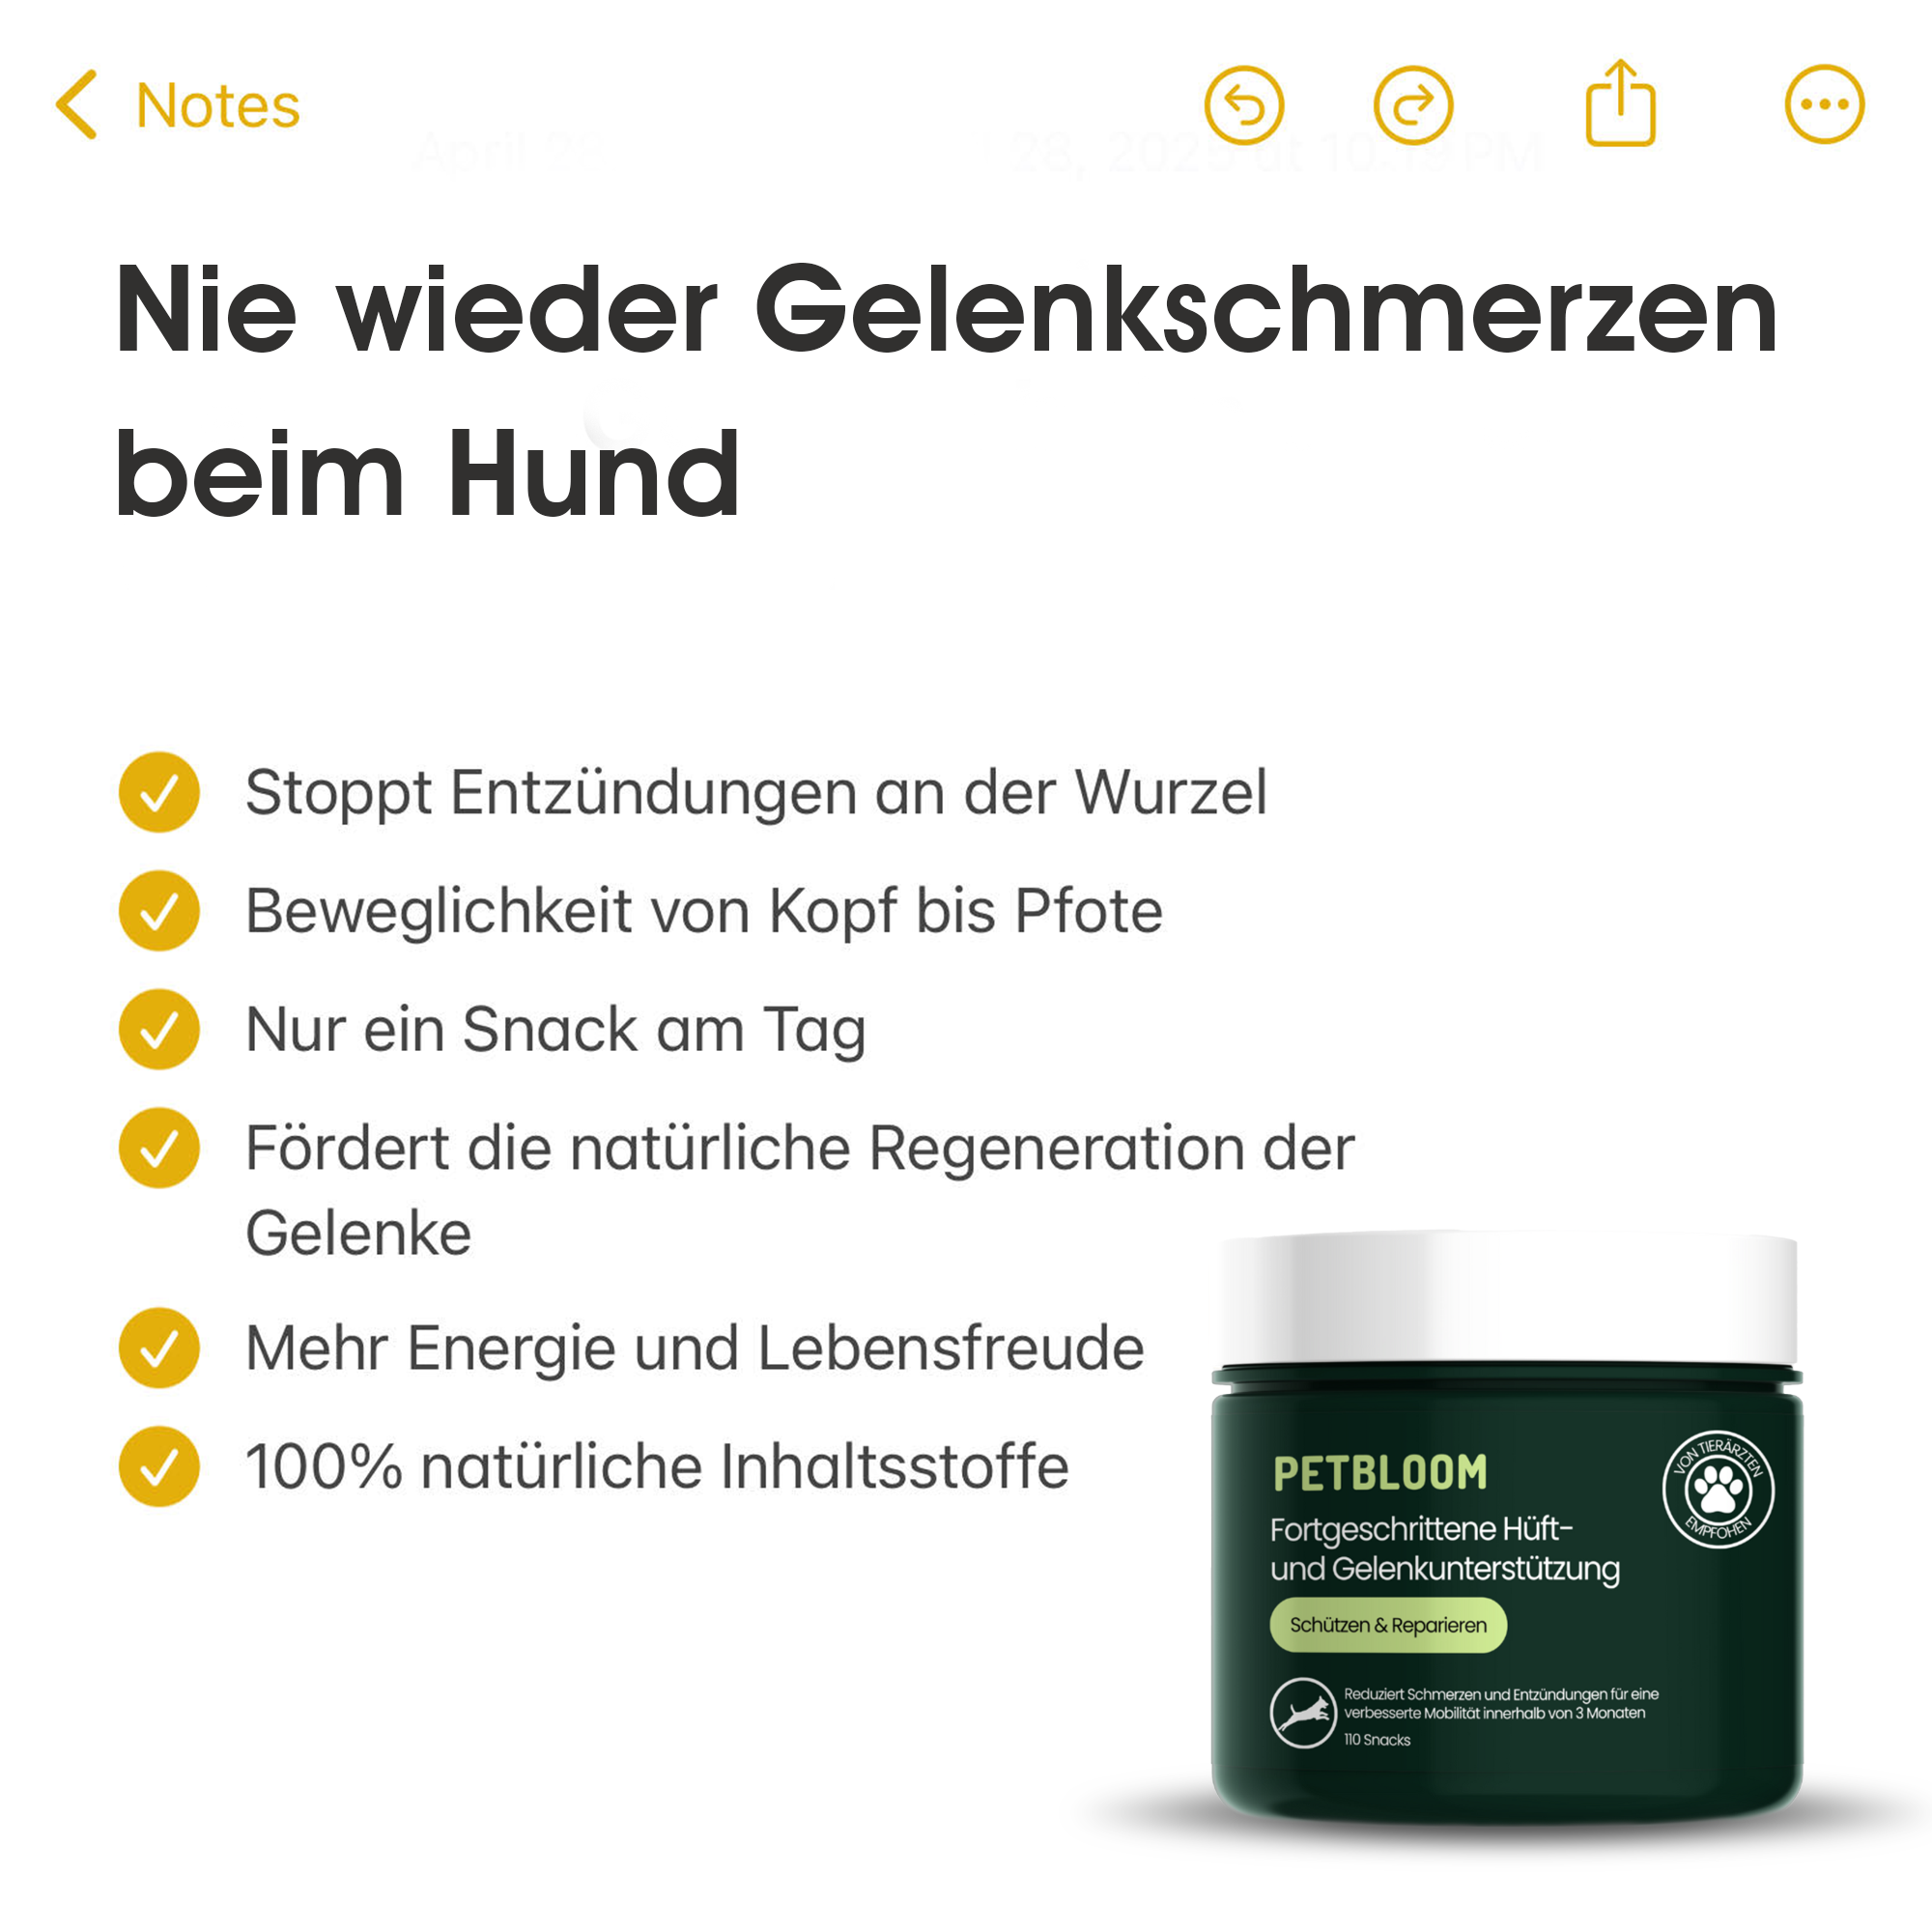 Notes
Nie wieder Gelenkschmerzen
beim Hund
Stoppt Entzündungen an der Wurzel
Beweglichkeit von Kopf bis Pfote
Nur ein Snack am Tag
Fördert die natürliche Regeneration der
Gelenke
Mehr Energie und Lebensfreude
100% natürliche Inhaltsstoffe
PETBLOOM
VON TIERÄRZTEN
EMPFOHEN
Fortgeschrittene Hüft-
und Gelenkunterstützung
Schützen & Reparieren
Reduziert Schmerzen und Entzündungen für eine
verbesserte Mobilität innerhalb von 3 Monaten
110 Snacks